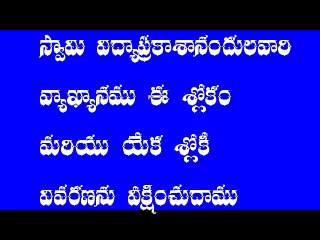 స్వామి విద్యాప్రకాశానందులవారి
వ్యాఖ్యానము ఈ శ్లోకం
మరియు యేక శ్లోకీ
వివరణను వీక్షించుదాము